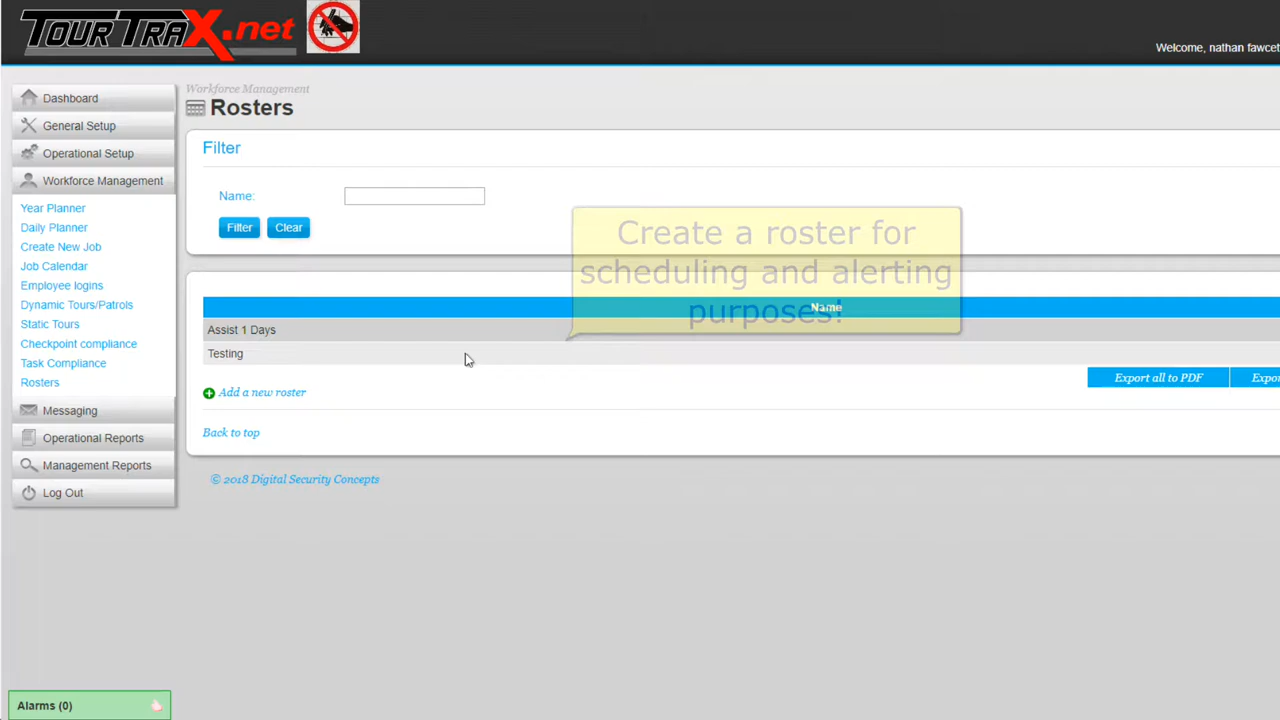 TOUR TRAX.net
Welcome, nathan fawcet
Dashboard
General Setup
Operational Setup
Workforce Management
Year Planner
Daily Planner
Create New Job
Job Calendar
Employee logins
Dynamic Tours/Patrols
Static Tours
Checkpoint compliance
Task Compliance
Rosters
Messaging
Operational Reports
Management Reports
Log Out
Workforce Management
Rosters
Filter
Name:
Filter Clear
Create a roster for
scheduling and alerting
purposes!
Name
Assist 1 Days
Testing
Export all to PDF Expo
Add a new roster
Back to top
© 2018 Digital Security Concepts
Alarms (0)